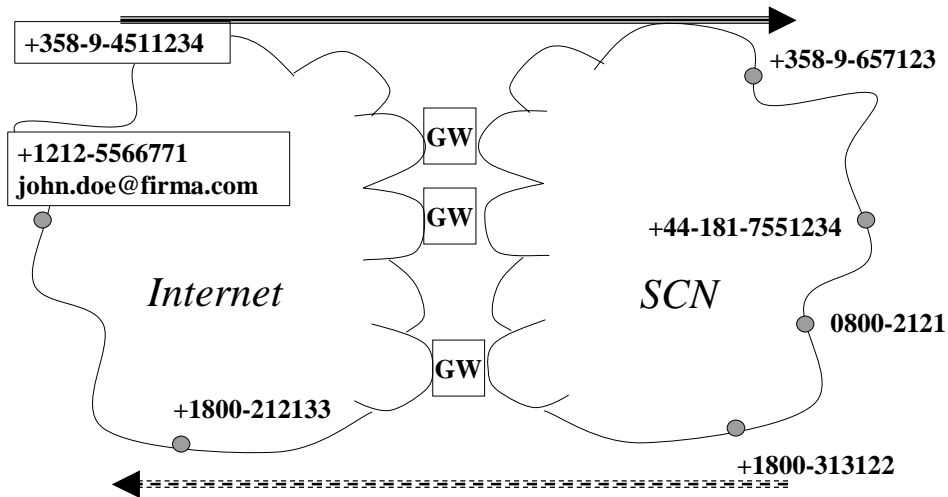 +358-9-4511234
+358-9-657123
GW
+1212-5566771
john.doe@firma.com
GW
+44-181-7551234
Internet
SCN
0800-2121
GW
+1800-212133
+1800-313122